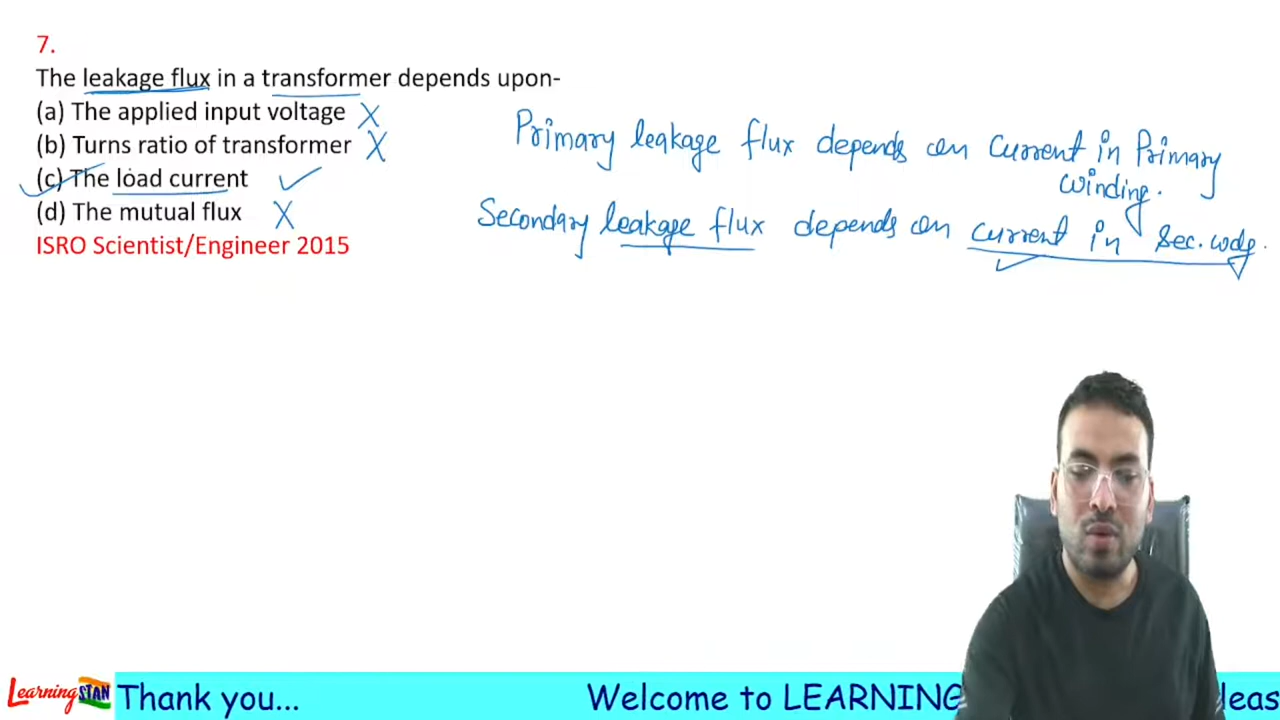 7.
The leakage flux in a transformer depends upon-
(a) The applied input voltage X
(b) Turns ratio of transformer X
(c) The load current ✓
(d) The mutual flux X
ISRO Scientist/Engineer 2015
Primary leakage flux depends on Current in Primary
winding.
Secondary leakage flux depends on current in Sec. wdg.
Learning STAN
Thank you... Welcome to LEARNING